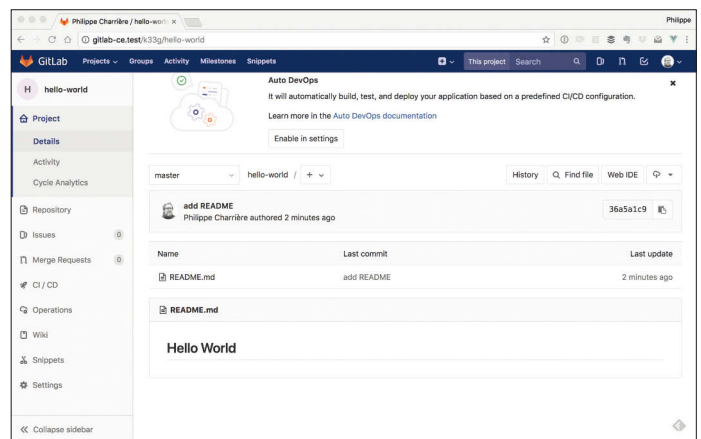 Philippe Charrière / hello-worl
Philippe
gitlab-ce.test/k33g/hello-world
GitLab Projects Groups Activity Milestones Snippets This project Search
H hello-world
Auto DevOps
It will automatically build, test, and deploy your application based on a predefined CI/CD configuration.
Learn more in the Auto DevOps documentation
Enable in settings
Project
Details
Activity
Cycle Analytics
Repository
Issues 0
Merge Requests 0
CI / CD
Operations
Wiki
Snippets
Settings
Collapse sidebar
master hello-world / + History Find file Web IDE
add README
Philippe Charrière authored 2 minutes ago
36a5a1c9
Name Last commit Last update
README.md add README 2 minutes ago
README.md
Hello World